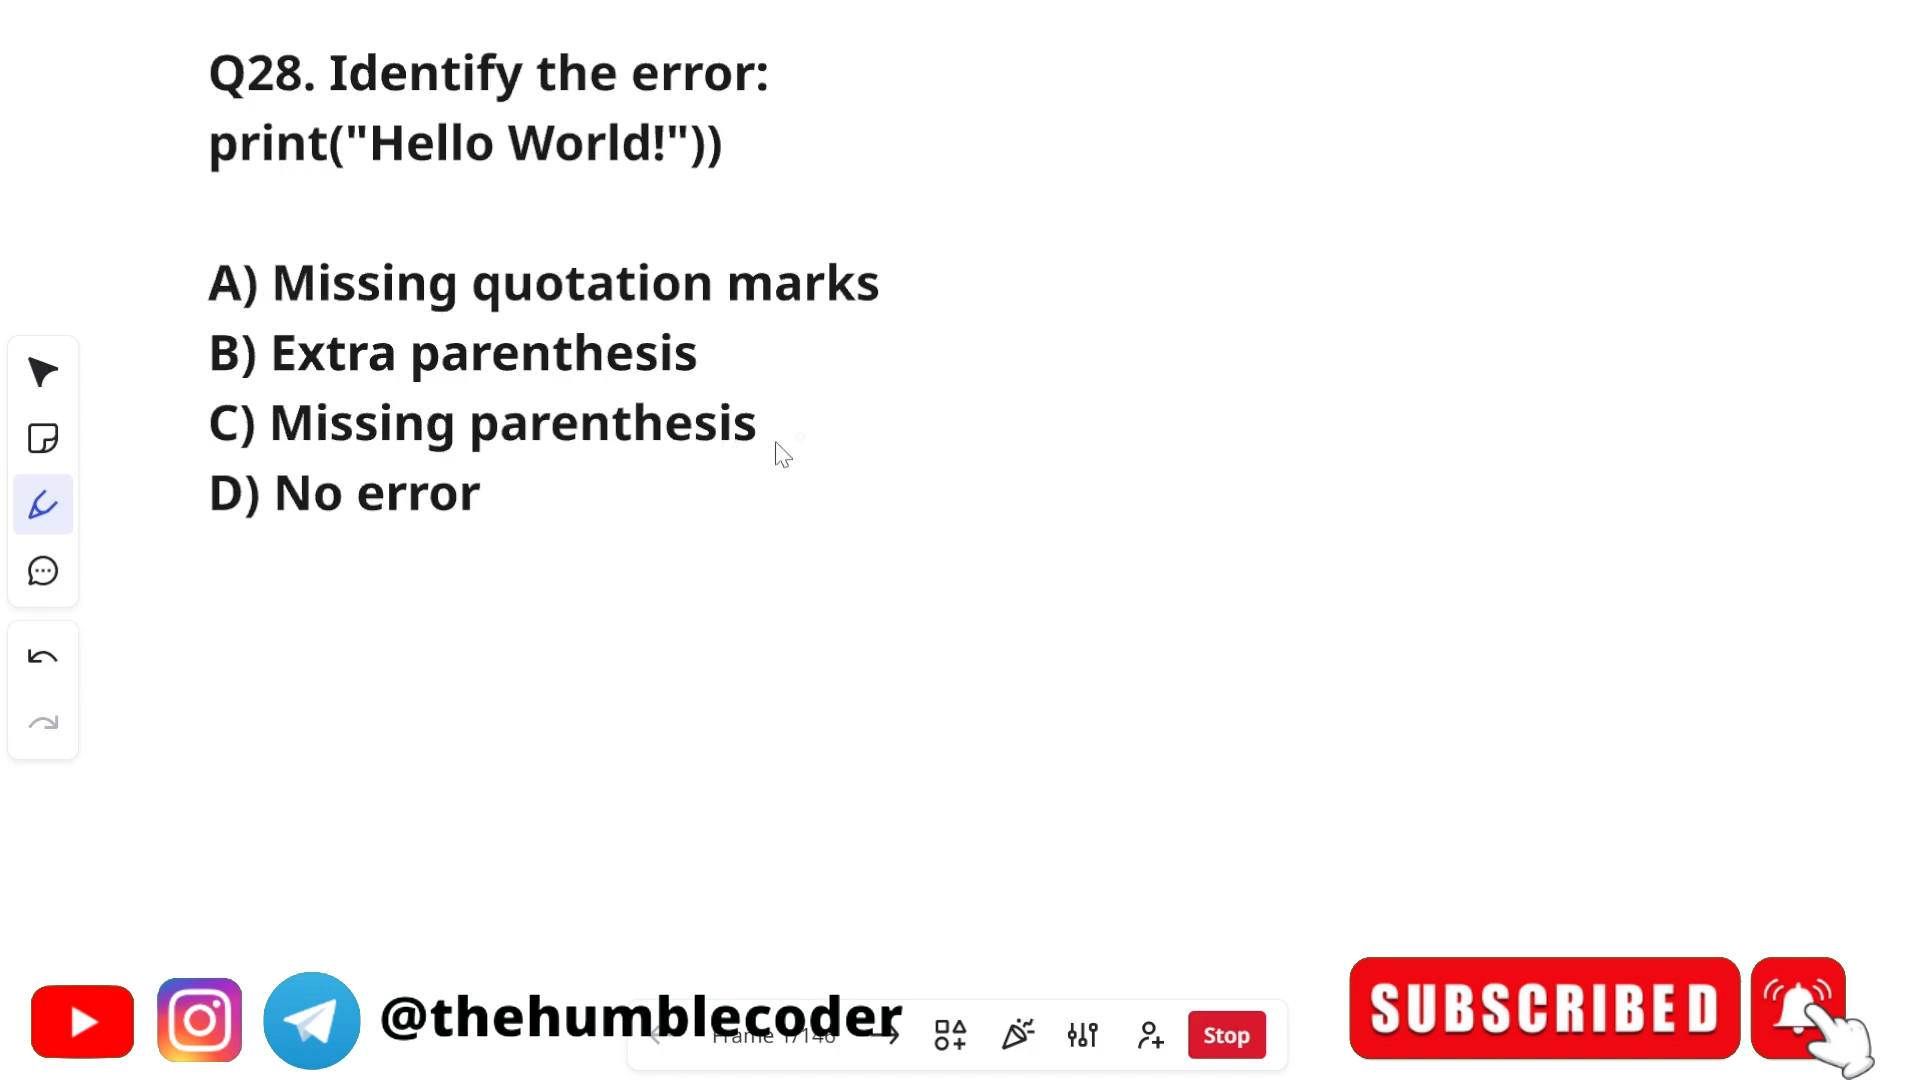 Q28. Identify the error:
print("Hello World!"))
A) Missing quotation marks
B) Extra parenthesis
C) Missing parenthesis
D) No error
@thehumblecoder
Stop
SUBSCRIBED